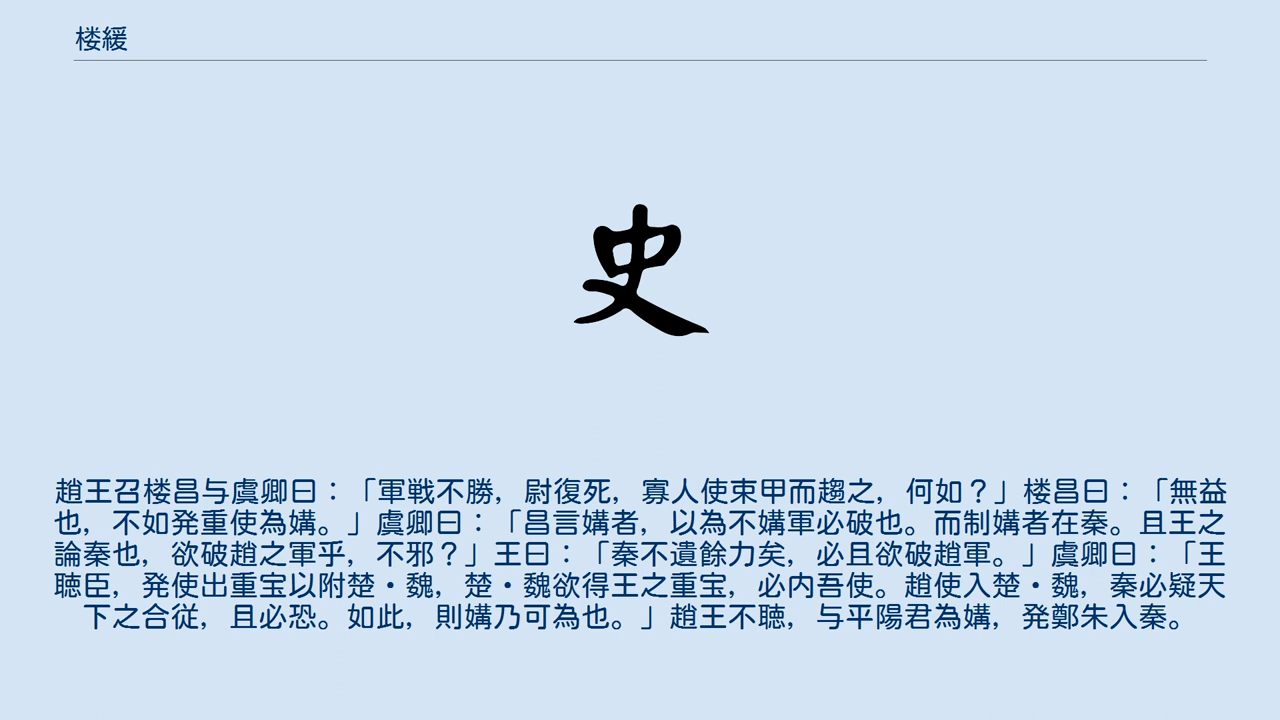 楼緩
史
趙王召楼昌与虞卿曰：「軍戦不勝，尉復死，寡人使束甲而趨之，何如？」楼昌曰：「無益
也，不如発重使為媾。」虞卿曰：「昌言媾者，以為不媾軍必破也。而制媾者在秦。且王之
論秦也，欲破趙之軍乎，不邪？」王曰：「秦不遺餘力矣，必且欲破趙軍。」虞卿曰：「王
聴臣，発使出重宝以附楚・魏，楚・魏欲得王之重宝，必内吾使。趙使入楚・魏，秦必疑天
下之合従，且必恐。如此，則媾乃可為也。」趙王不聴，与平陽君為媾，発鄭朱入秦。